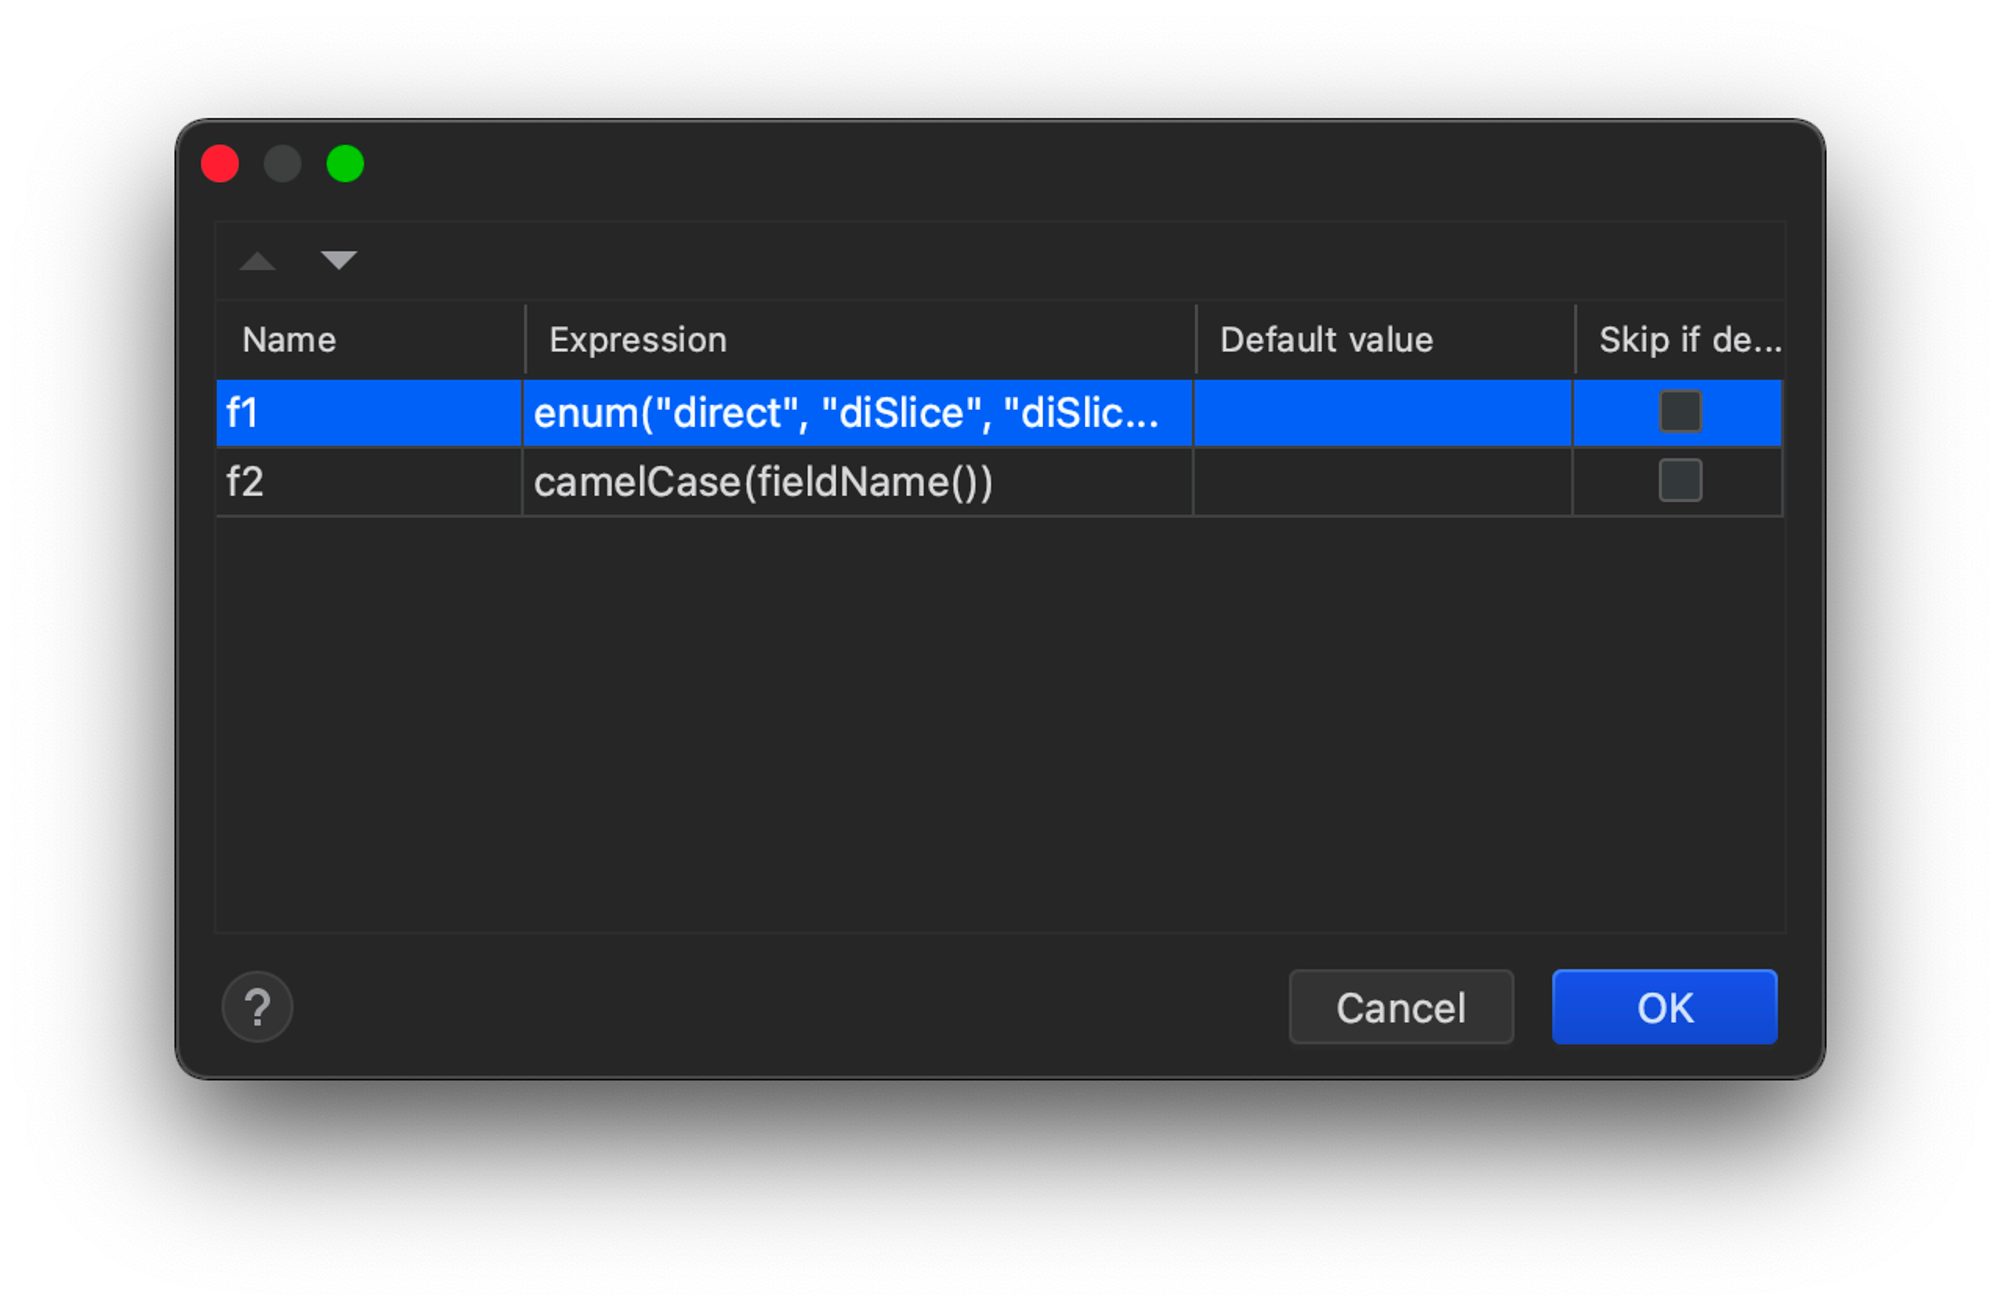 Name Expression Default value Skip if de...
f1 enum("direct", "diSlice", "diSlic...
f2 camelCase(fieldName())
? Cancel OK